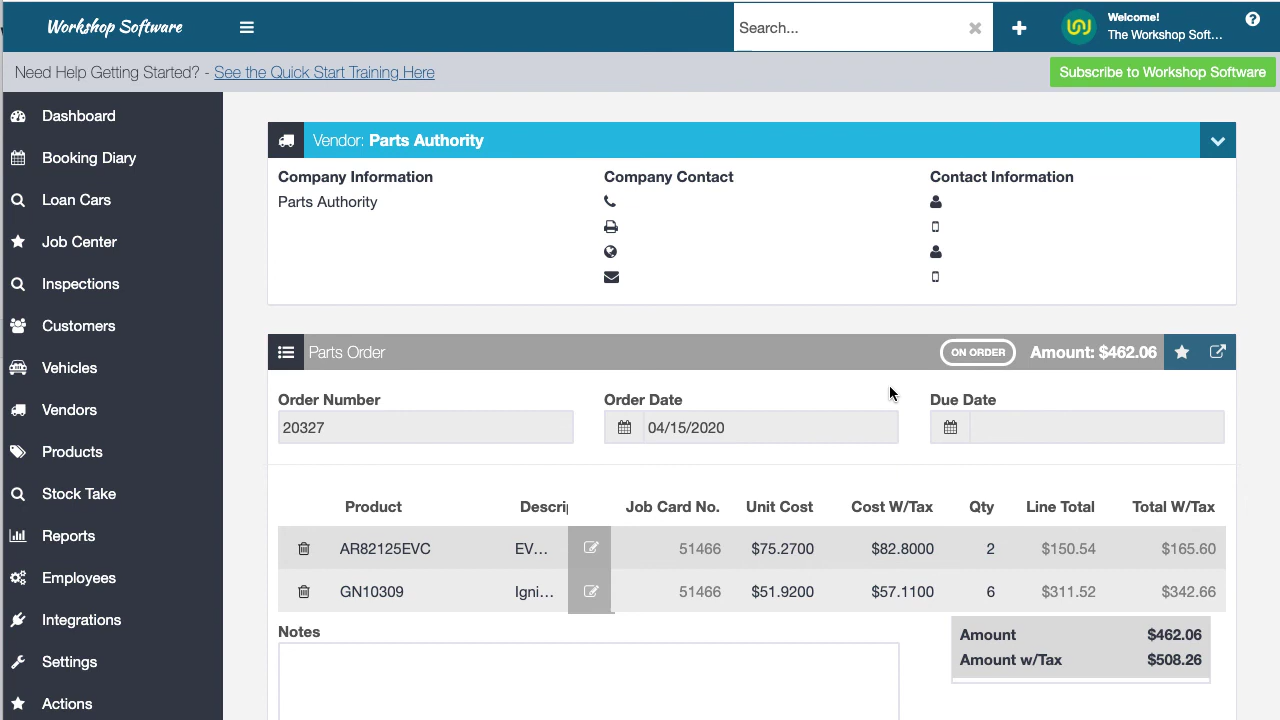 Workshop Software
Search...
Welcome!
The Workshop Soft...
Need Help Getting Started? - See the Quick Start Training Here
Subscribe to Workshop Software
Dashboard
Booking Diary
Loan Cars
Job Center
Inspections
Customers
Vehicles
Vendors
Products
Stock Take
Reports
Employees
Integrations
Settings
Actions
Vendor: Parts Authority
Company Information
Company Contact
Contact Information
Parts Authority
Parts Order
ON ORDER
Amount: $462.06
Order Number
Order Date
Due Date
20327
04/15/2020
Product Descri Job Card No. Unit Cost Cost W/Tax Qty Line Total Total W/Tax
AR82125EVC EV... 51466 $75.2700 $82.8000 2 $150.54 $165.60
GN10309 Igni... 51466 $51.9200 $57.1100 6 $311.52 $342.66
Notes
Amount $462.06
Amount w/Tax $508.26